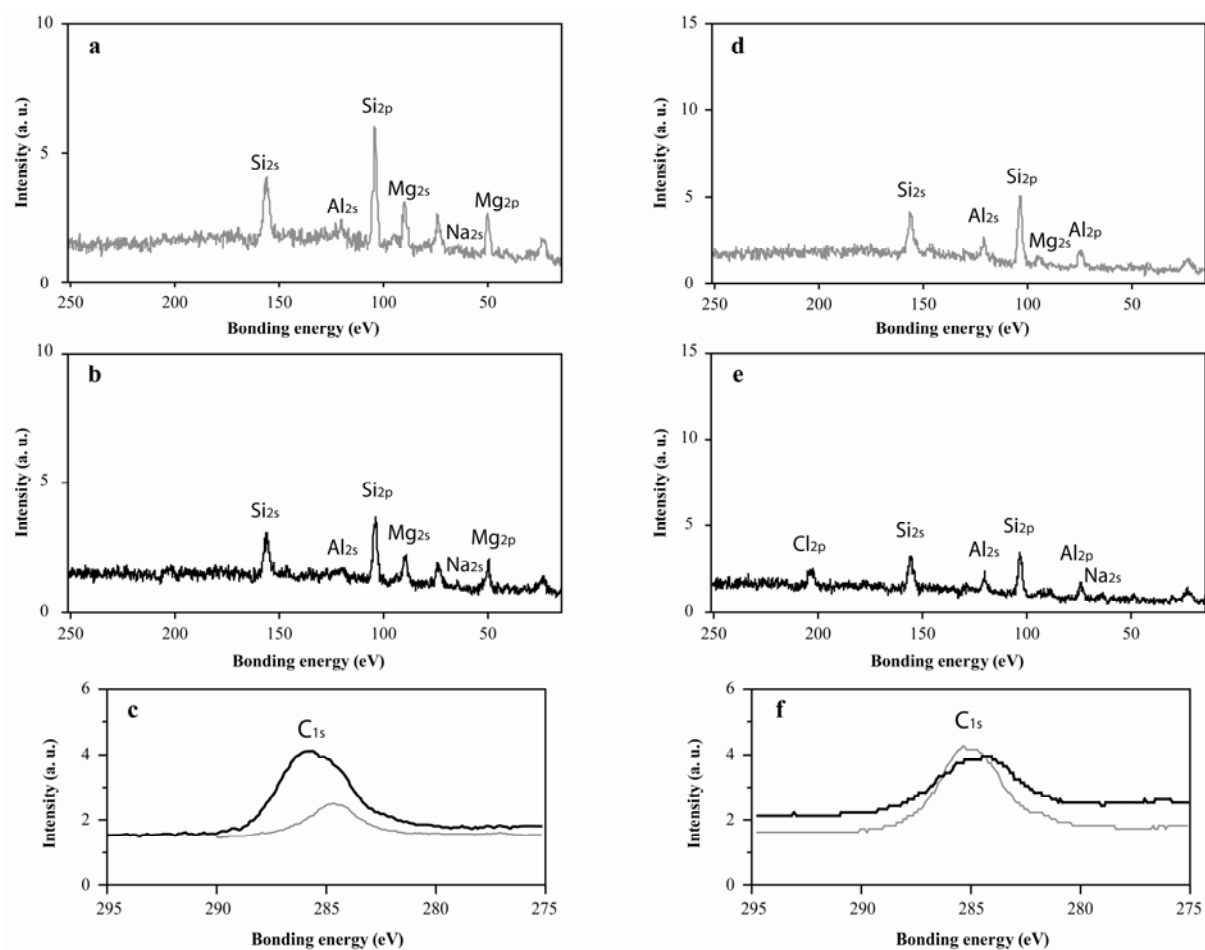 a
10
5
0
Intensity (a. u.)
Si2s
Al2s
Si2p
Mg2s
Na2s
Mg2p
250 200 150 100 50
Bonding energy (eV)
d
15
10
5
0
Intensity (a. u.)
Si2s
Al2s
Si2p
Mg2s
Al2p
250 200 150 100 50
Bonding energy (eV)
b
10
5
0
Intensity (a. u.)
Si2s
Al2s
Si2p
Mg2s
Na2s
Mg2p
250 200 150 100 50
Bonding energy (eV)
e
15
10
5
0
Intensity (a. u.)
Cl2p
Si2s
Al2s
Si2p
Al2p
Na2s
250 200 150 100 50
Bonding energy (eV)
c
6
4
2
0
Intensity (a. u.)
C1s
295 290 285 280 275
Bonding energy (eV)
f
6
4
2
0
Intensity (a. u.)
C1s
295 290 285 280 275
Bonding energy (eV)